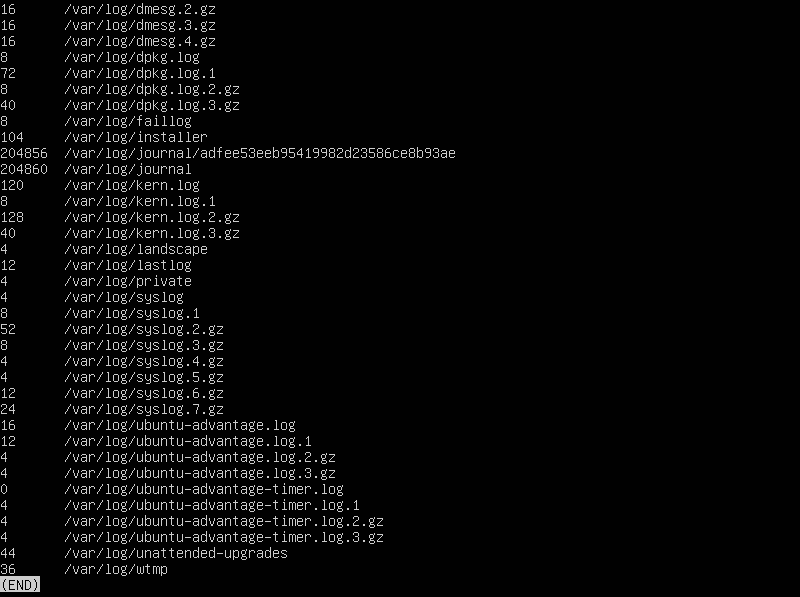 16 /var/log/dmesg.2.gz
16 /var/log/dmesg.3.gz
16 /var/log/dmesg.4.gz
8 /var/log/dpkg.log
72 /var/log/dpkg.log.1
8 /var/log/dpkg.log.2.gz
40 /var/log/dpkg.log.3.gz
8 /var/log/faillog
104 /var/log/installer
204856 /var/log/journal/adfee53eeb95419982d23586ce8b93ae
204860 /var/log/journal
120 /var/log/kern.log
8 /var/log/kern.log.1
128 /var/log/kern.log.2.gz
40 /var/log/kern.log.3.gz
4 /var/log/landscape
12 /var/log/lastlog
4 /var/log/private
4 /var/log/syslog
8 /var/log/syslog.1
52 /var/log/syslog.2.gz
8 /var/log/syslog.3.gz
4 /var/log/syslog.4.gz
4 /var/log/syslog.5.gz
12 /var/log/syslog.6.gz
24 /var/log/syslog.7.gz
16 /var/log/ubuntu-advantage.log
12 /var/log/ubuntu-advantage.log.1
4 /var/log/ubuntu-advantage.log.2.gz
4 /var/log/ubuntu-advantage.log.3.gz
0 /var/log/ubuntu-advantage-timer.log
4 /var/log/ubuntu-advantage-timer.log.1
4 /var/log/ubuntu-advantage-timer.log.2.gz
4 /var/log/ubuntu-advantage-timer.log.3.gz
44 /var/log/unattended-upgrades
36 /var/log/wtmp
(END)